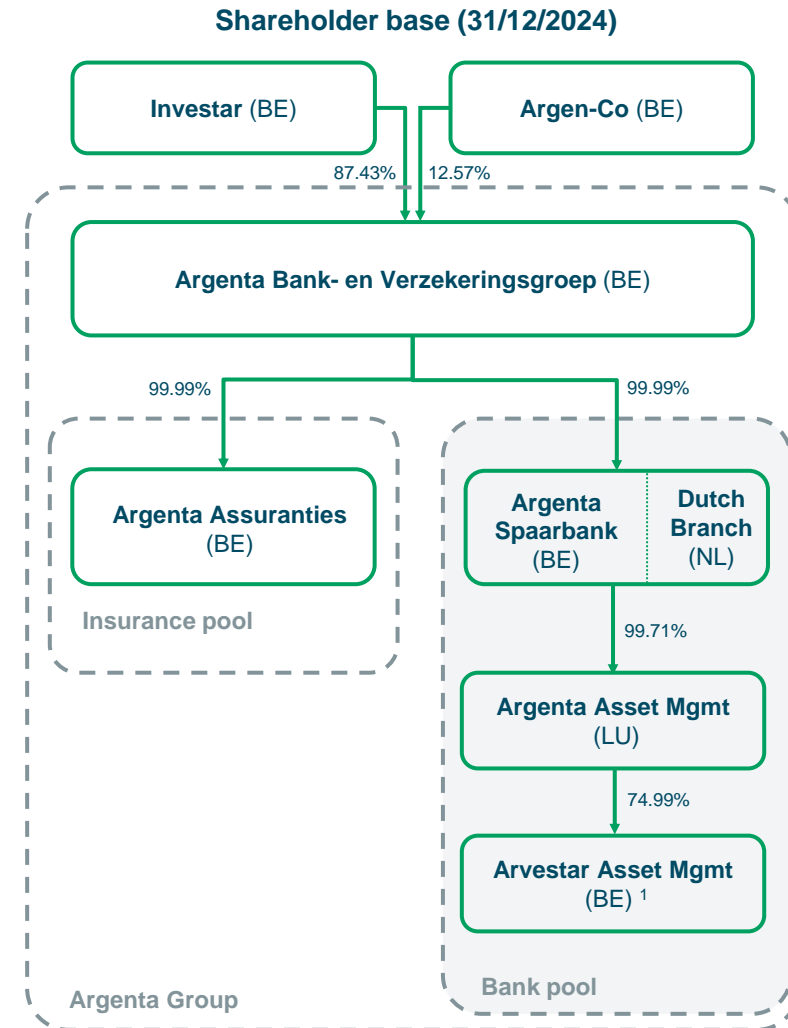 Shareholder base (31/12/2024)
Investar (BE)
Argen-Co (BE)
87.43%
12.57%
Argenta Bank- en Verzekeringsgroep (BE)
99.99%
99.99%
Argenta Assuranties
(BE)
Insurance pool
Argenta
Spaarbank
(BE)
Dutch
Branch
(NL)
99.71%
Argenta Asset Mgmt
(LU)
74.99%
Arvestar Asset Mgmt
(BE) 1
Bank pool
Argenta Group